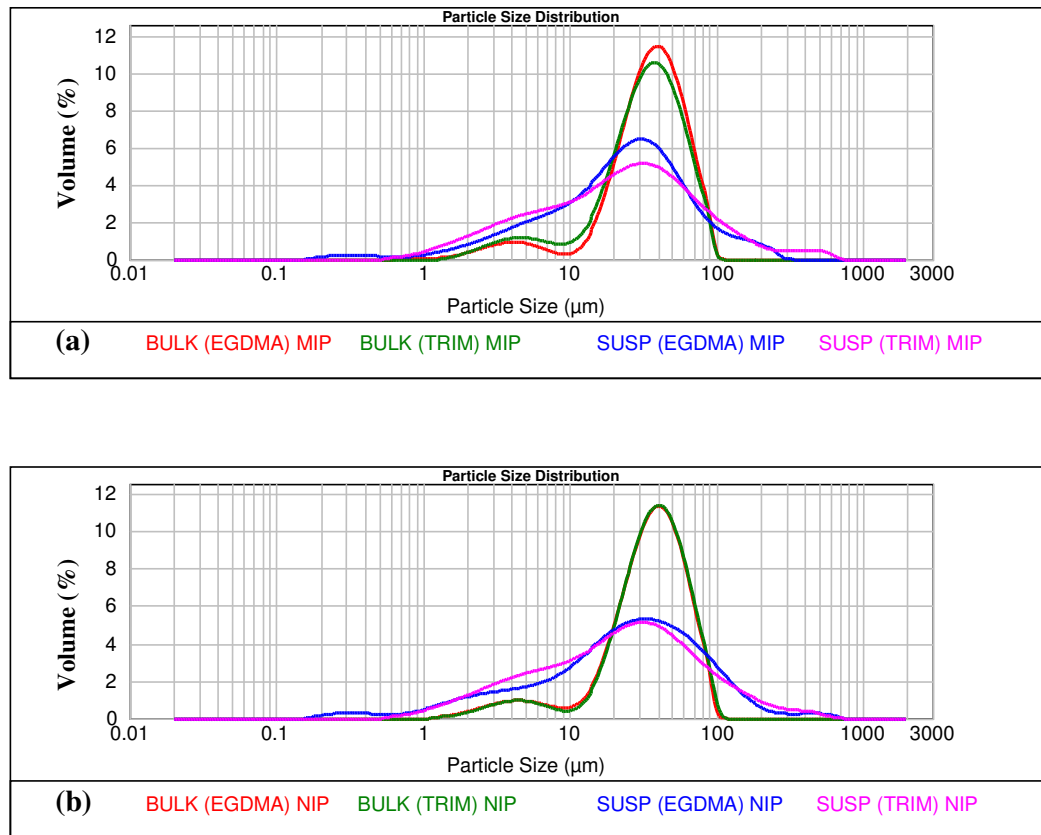 Particle Size Distribution
12
10
8
6
4
2
0
Volume (%)
0.01 0.1 1 10 100 1000 3000
Particle Size (µm)
(a) BULK (EGDMA) MIP BULK (TRIM) MIP SUSP (EGDMA) MIP SUSP (TRIM) MIP
Particle Size Distribution
12
10
8
6
4
2
0
Volume (%)
0.01 0.1 1 10 100 1000 3000
Particle Size (µm)
(b) BULK (EGDMA) NIP BULK (TRIM) NIP SUSP (EGDMA) NIP SUSP (TRIM) NIP